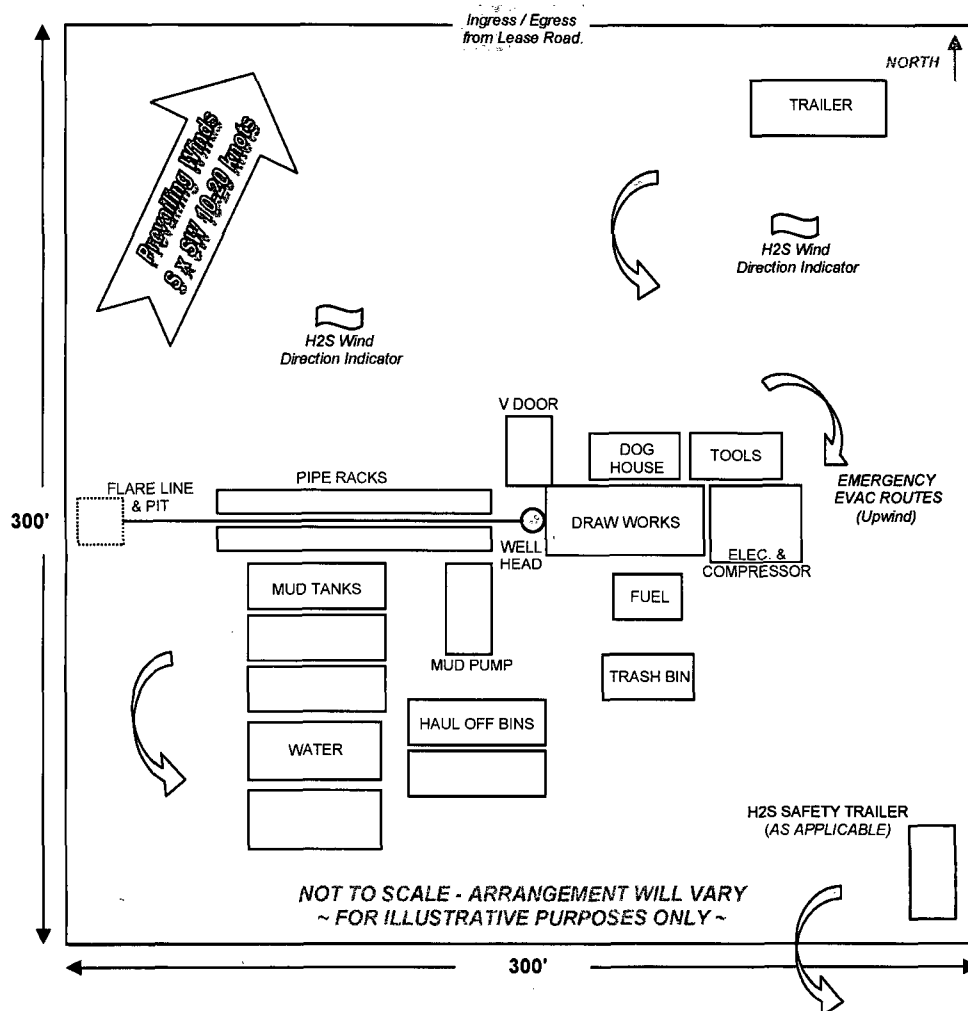 Ingress / Egress
from Lease Road.
NORTH
TRAILER
Prevailing Winds
S x SW 10-20 knots
H2S Wind
Direction Indicator
H2S Wind
Direction Indicator
V DOOR
DOG
HOUSE
TOOLS
EMERGENCY
EVAC ROUTES
(Upwind)
FLARE LINE
& PIT
PIPE RACKS
300'
DRAW WORKS
WELL
HEAD
ELEC. &
COMPRESSOR
MUD TANKS
FUEL
MUD PUMP
TRASH BIN
HAUL OFF BINS
WATER
H2S SAFETY TRAILER
(AS APPLICABLE)
NOT TO SCALE - ARRANGEMENT WILL VARY
~ FOR ILLUSTRATIVE PURPOSES ONLY ~
300'